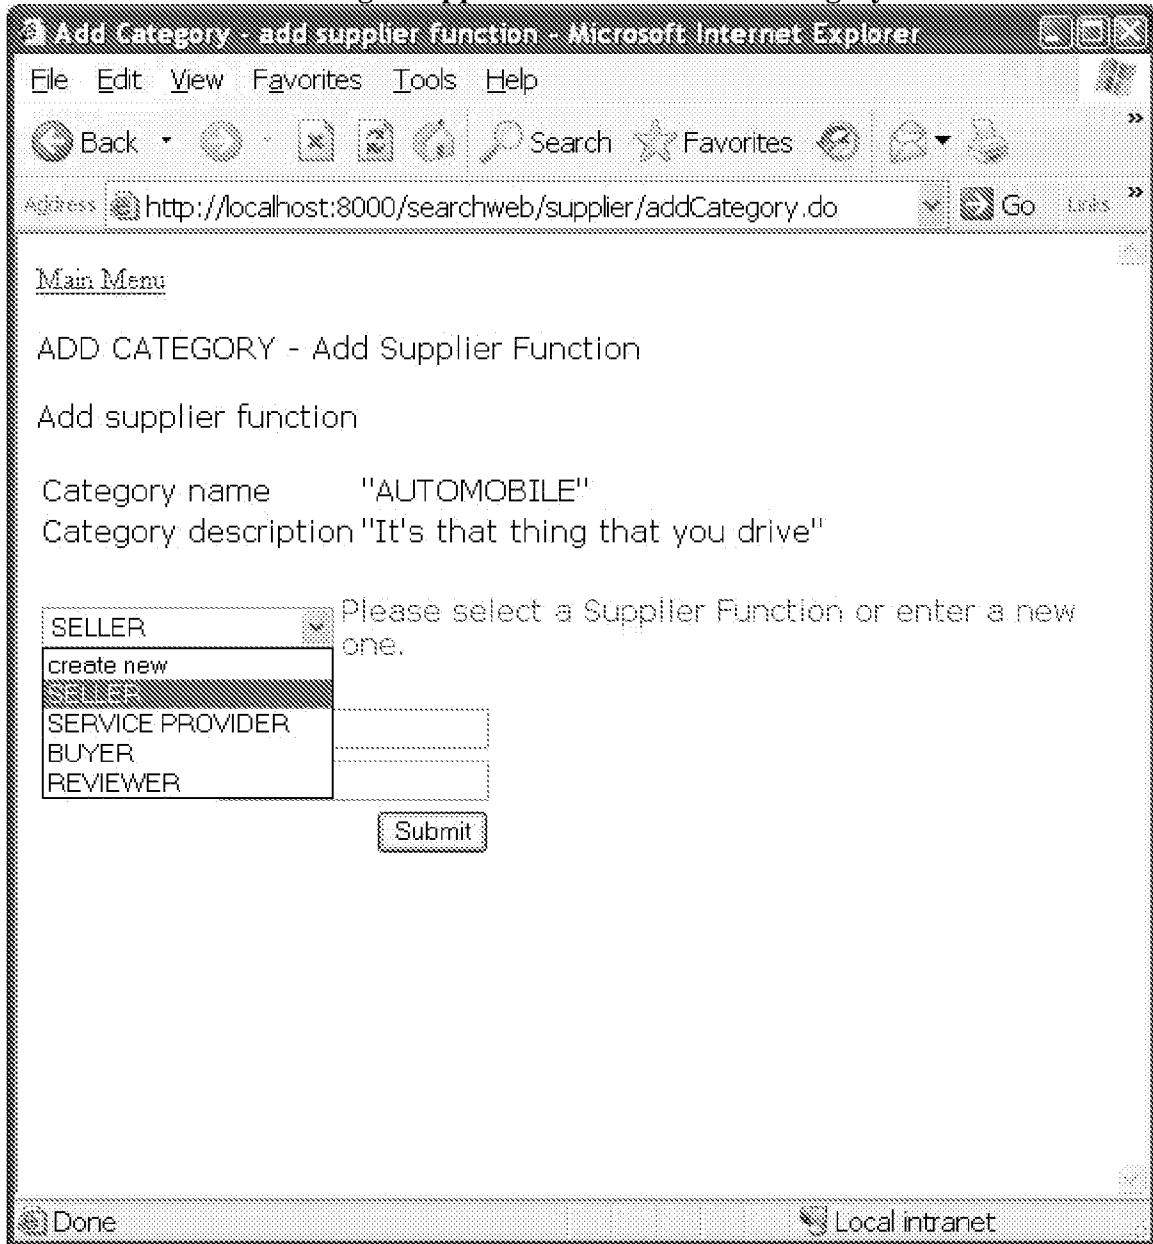 Add Category - add supplier function - Microsoft Internet Explorer
File Edit View Favorites Tools Help
Back Search Favorites »
Address http://localhost:8000/searchweb/supplier/addCategory.do Go Links »
Main Menu
ADD CATEGORY - Add Supplier Function
Add supplier function
Category name "AUTOMOBILE"
Category description "It's that thing that you drive"
SELLER Please select a Supplier Function or enter a new
one.
create new
SELLER
SERVICE PROVIDER
BUYER
REVIEWER
Submit
Done Local intranet